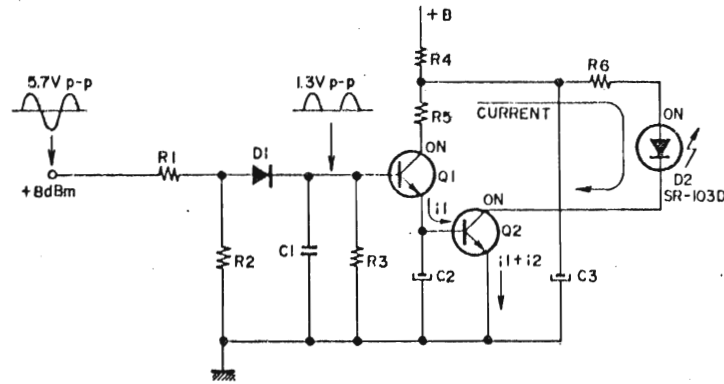 +B
R4
R6
5.7V p-p
1.3V p-p
R5
CURRENT
ON
ON
R1
D1
Q1
D2
SR-103D
+8dBm
i1
ON
Q2
R2
C1
R3
C2
i1+i2
C3